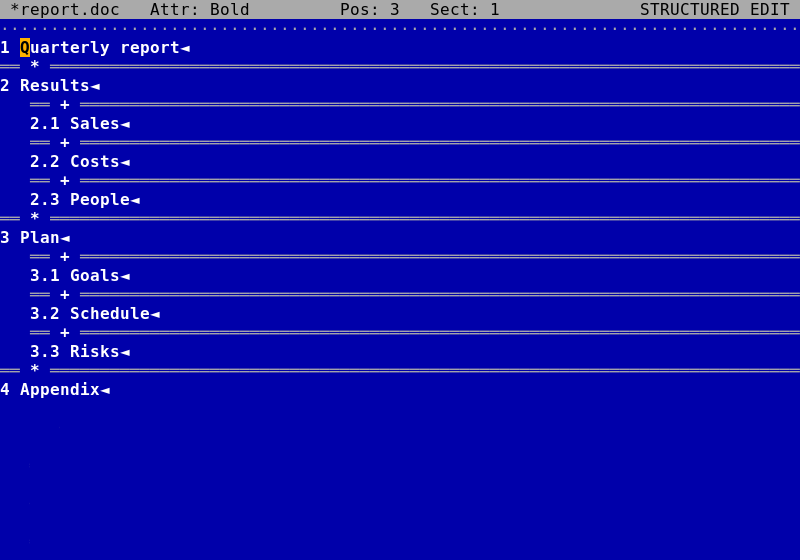 *report.doc   Attr: Bold         Pos: 3   Sect: 1              STRUCTURED EDIT
1 Quarterly report◄
══ * ══
2 Results◄
══ + ══
2.1 Sales◄
══ + ══
2.2 Costs◄
══ + ══
2.3 People◄
══ * ══
3 Plan◄
══ + ══
3.1 Goals◄
══ + ══
3.2 Schedule◄
══ + ══
3.3 Risks◄
══ * ══
4 Appendix◄